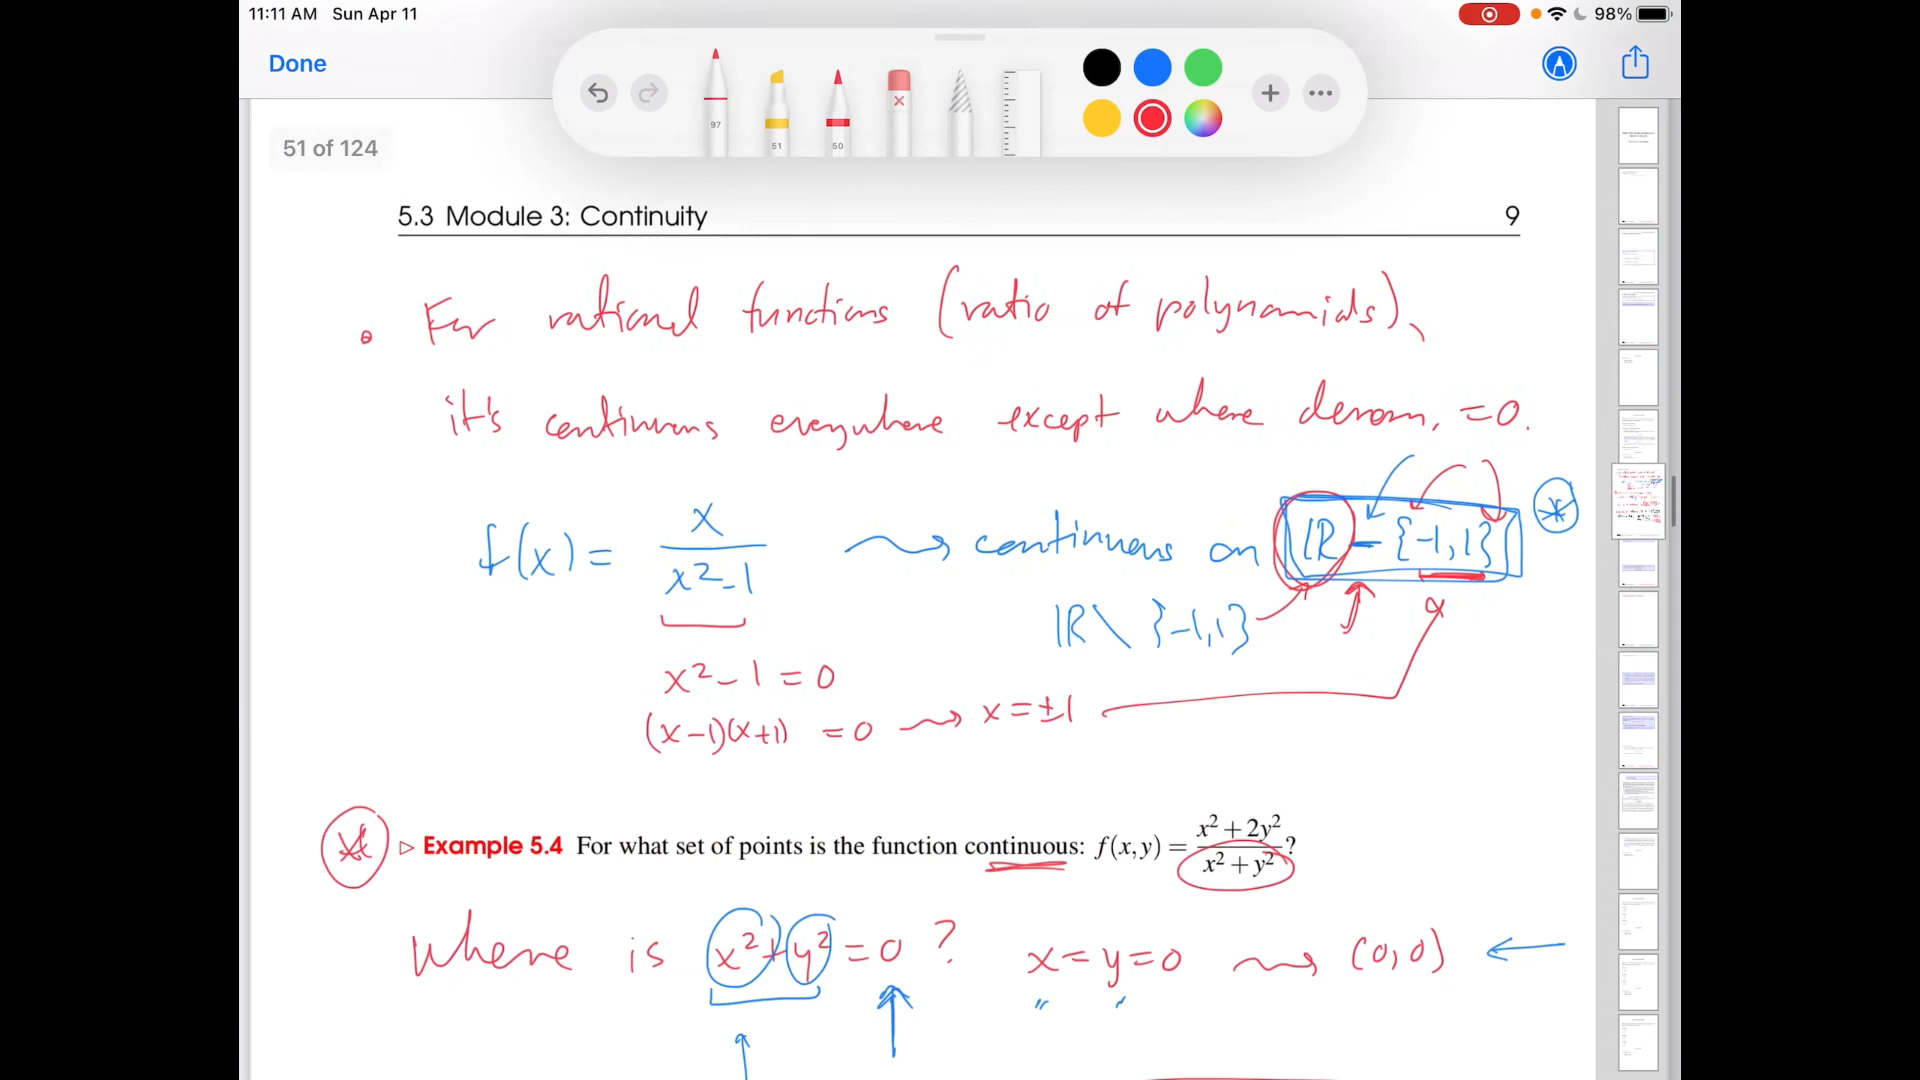 11:11 AM Sun Apr 11
98%
Done
97
51
50
51 of 124
5.3 Module 3: Continuity 9
• For rational functions (ratio of polynomials),
it's continuous everywhere except where denom. =0.
f(x) = x / x²-1 ⇝ continuous on ℝ - {-1,1} *
ℝ \ {-1,1}
x² - 1 = 0
(x-1)(x+1) = 0 ⇝ x = ±1
* ▷ Example 5.4 For what set of points is the function continuous: f(x,y) = x² + 2y² / x² + y² ?
Where is x² + y² = 0 ? x = y = 0 ⇝ (0,0) ←